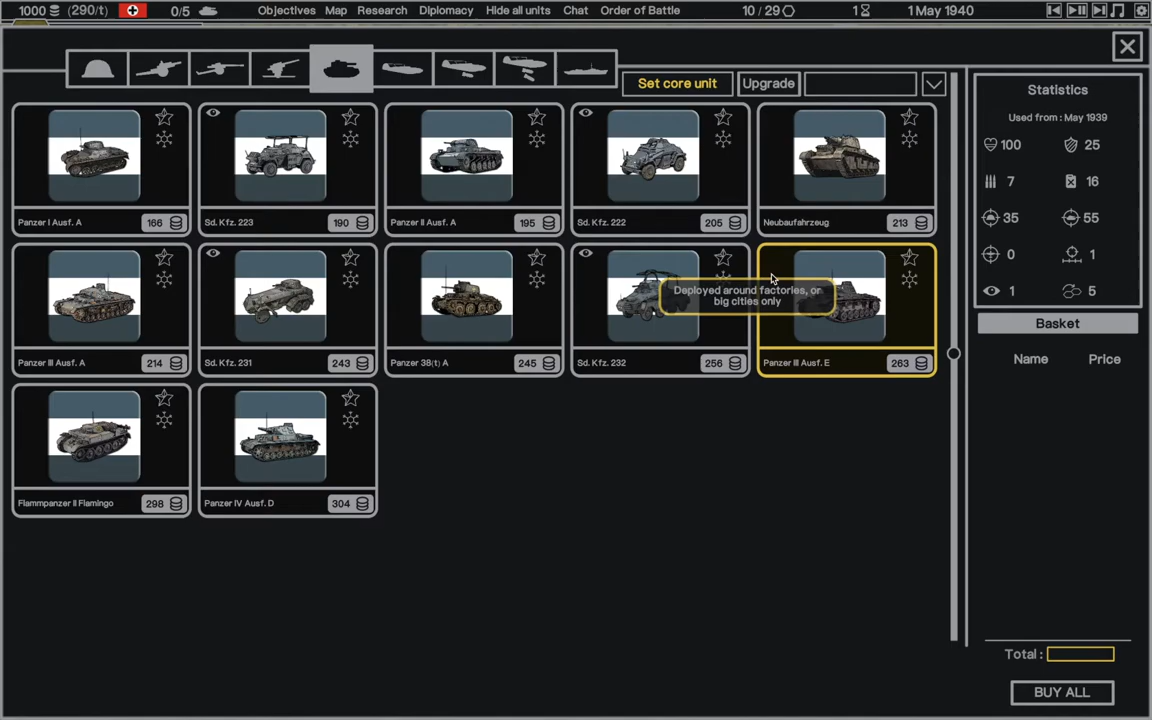 1000 (290/t) 0/5 Objectives Map Research Diplomacy Hide all units Chat Order of Battle 10 / 29 1 1 May 1940
Set core unit Upgrade
Panzer I Ausf. A 166
Sd. Kfz. 223 190
Panzer II Ausf. A 195
Sd. Kfz. 222 205
Neubaufahrzeug 213
Panzer III Ausf. A 214
Sd. Kfz. 231 243
Panzer 38(t) A 245
Sd. Kfz. 232 256
Panzer III Ausf. E 263
Deployed around factories, or
big cities only
Flammpanzer II Flamingo 298
Panzer IV Ausf. D 304
Statistics
Used from : May 1939
100 25
7 16
35 55
0 1
1 5
Basket
Name Price
Total :
BUY ALL